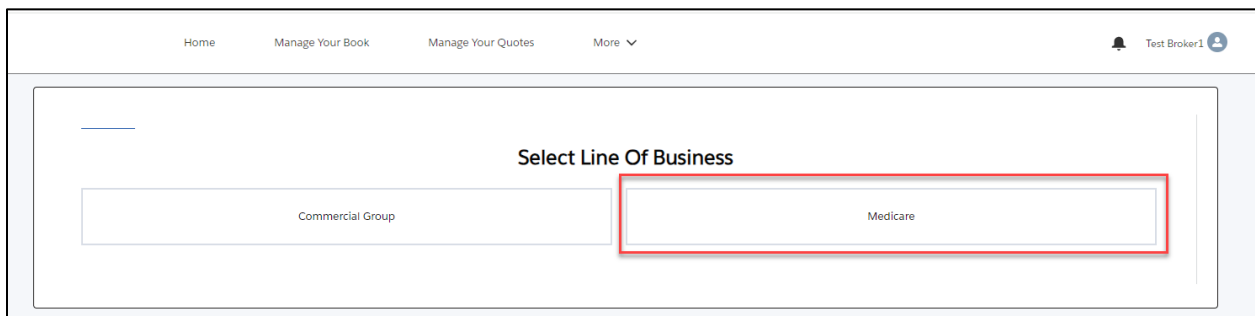 Home Manage Your Book Manage Your Quotes More Test Broker1
Select Line Of Business
Commercial Group Medicare